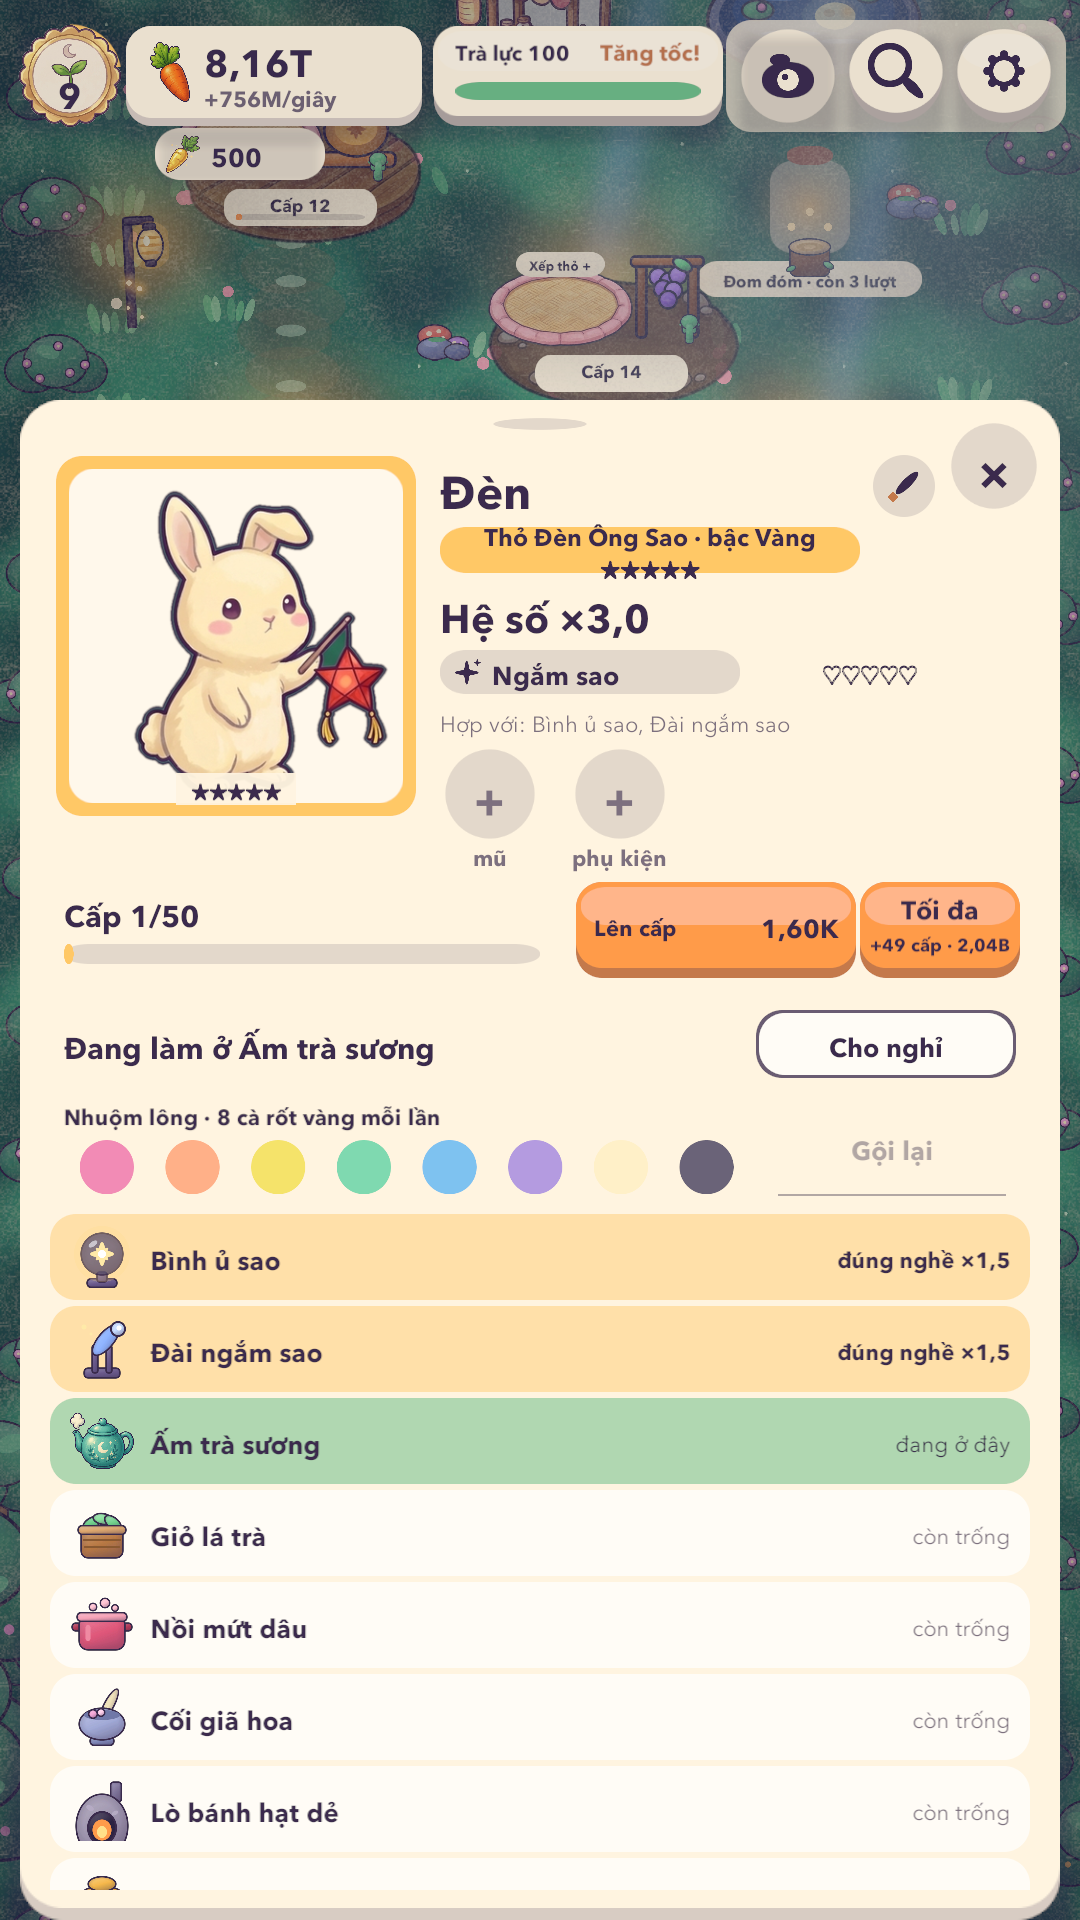 9
8,16T
+756M/giây
Trà lực 100
Tăng tốc!
500
Cấp 12
Xếp thỏ +
Đom đóm · còn 3 lượt
Cấp 14
Đèn
×
Thỏ Đèn Ông Sao · bậc Vàng
★★★★★
Hệ số ×3,0
Ngắm sao
♡♡♡♡♡
Hợp với: Bình ủ sao, Đài ngắm sao
★★★★★
+
+
mũ
phụ kiện
Cấp 1/50
Lên cấp
1,60K
Tối đa
+49 cấp · 2,04B
Đang làm ở Ấm trà sương
Cho nghỉ
Nhuộm lông · 8 cà rốt vàng mỗi lần
Gội lại
Bình ủ sao
đúng nghề ×1,5
Đài ngắm sao
đúng nghề ×1,5
Ấm trà sương
đang ở đây
Giỏ lá trà
còn trống
Nồi mứt dâu
còn trống
Cối giã hoa
còn trống
Lò bánh hạt dẻ
còn trống